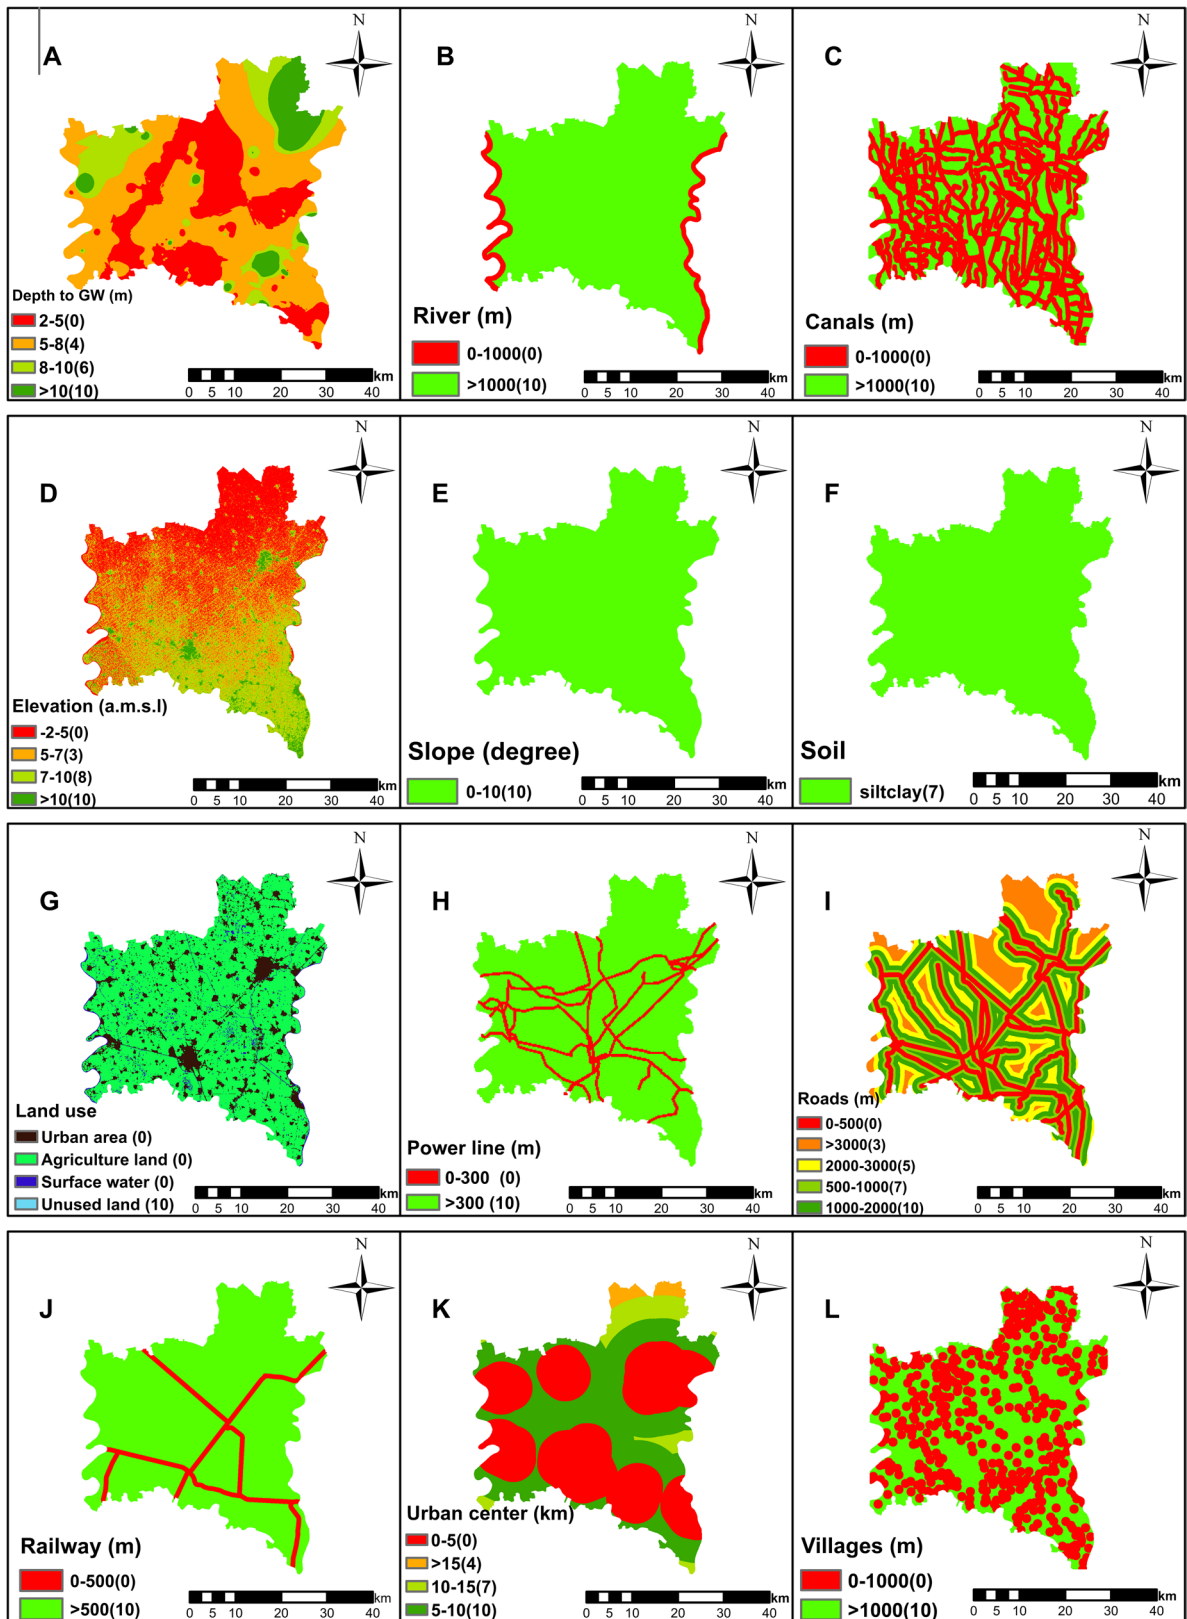 A
N
Depth to GW (m)
2-5(0)
5-8(4)
8-10(6)
>10(10)
km
0 5 10 20 30 40
B
N
River (m)
0-1000(0)
>1000(10)
km
0 5 10 20 30 40
C
N
Canals (m)
0-1000(0)
>1000(10)
km
0 5 10 20 30 40
D
N
Elevation (a.m.s.l)
-2-5(0)
5-7(3)
7-10(8)
>10(10)
km
0 5 10 20 30 40
E
N
Slope (degree)
0-10(10)
km
0 5 10 20 30 40
F
N
Soil
siltclay(7)
km
0 5 10 20 30 40
G
N
Land use
Urban area (0)
Agriculture land (0)
Surface water (0)
Unused land (10)
km
0 5 10 20 30 40
H
N
Power line (m)
0-300 (0)
>300 (10)
km
0 5 10 20 30 40
I
N
Roads (m)
0-500(0)
>3000(3)
2000-3000(5)
500-1000(7)
1000-2000(10)
km
0 5 10 20 30 40
J
N
Railway (m)
0-500(0)
>500(10)
km
0 5 10 20 30 40
K
N
Urban center (km)
0-5(0)
>15(4)
10-15(7)
5-10(10)
km
0 5 10 20 30 40
L
N
Villages (m)
0-1000(0)
>1000(10)
km
0 5 10 20 30 40